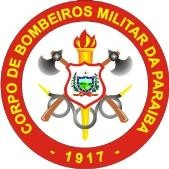 CORPO DE BOMBEIROS MILITAR DA PARAIBA
- 1917 -